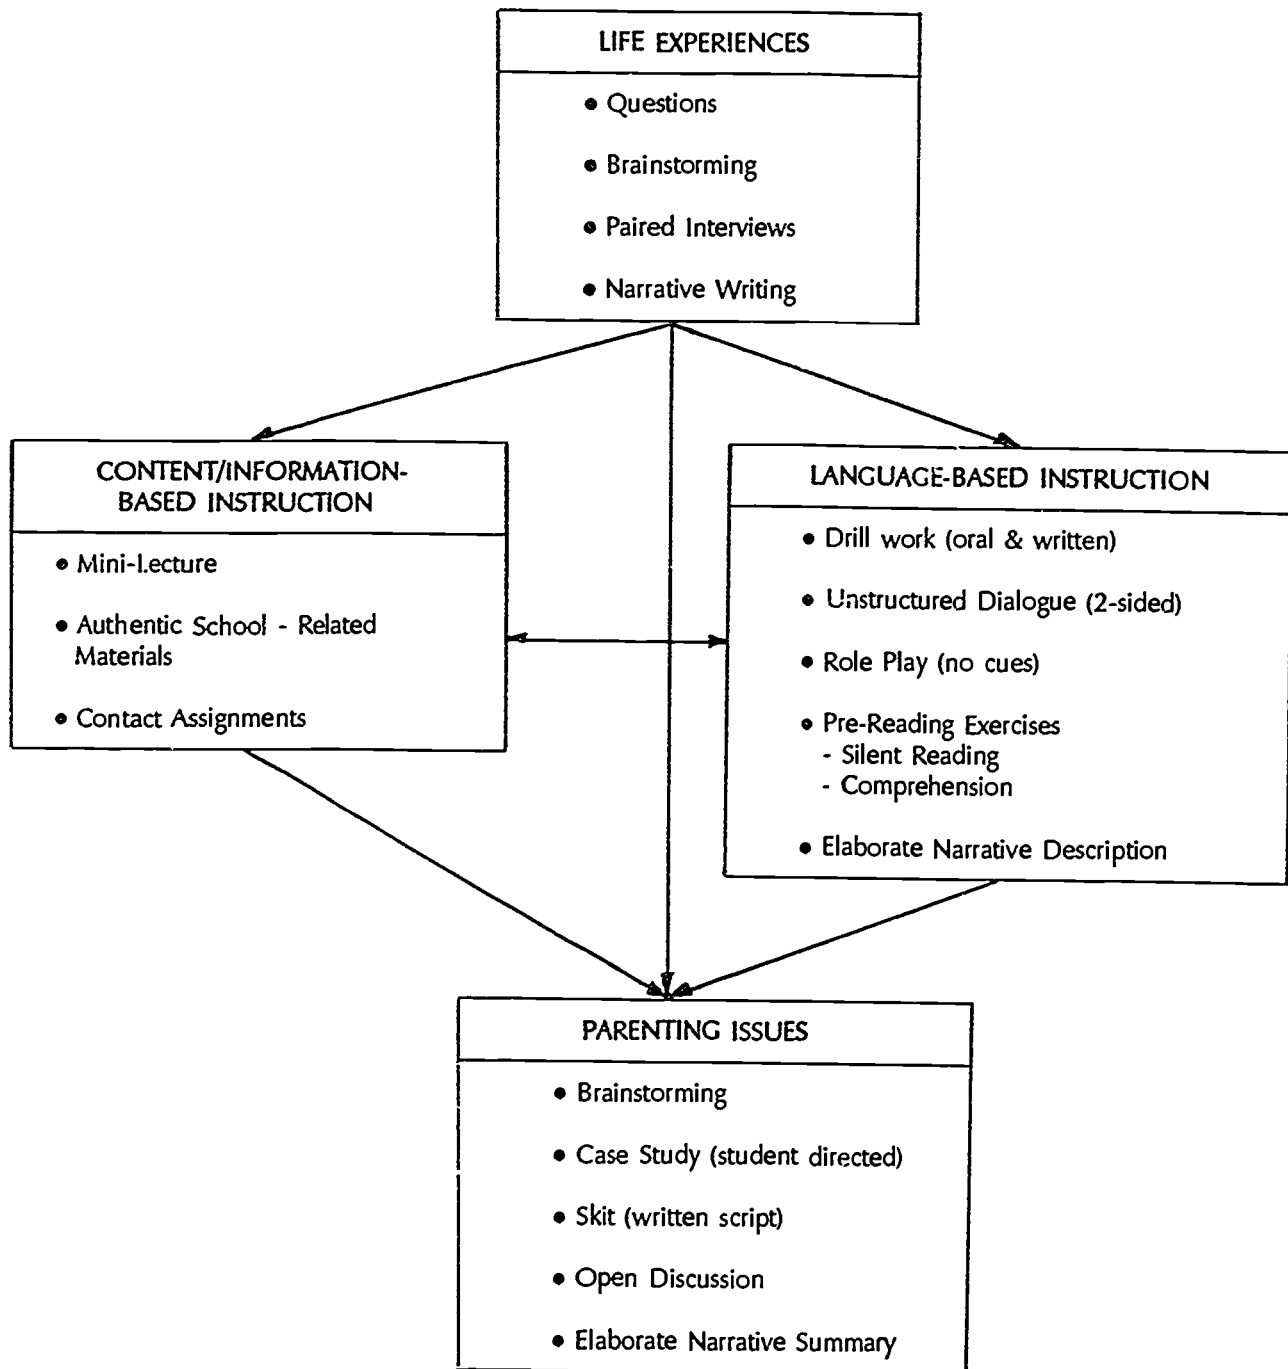 LIFE EXPERIENCES
• Questions
• Brainstorming
• Paired Interviews
• Narrative Writing
CONTENT/INFORMATION-
BASED INSTRUCTION
• Mini-Lecture
• Authentic School - Related
Materials
• Contact Assignments
LANGUAGE-BASED INSTRUCTION
• Drill work (oral & written)
• Unstructured Dialogue (2-sided)
• Role Play (no cues)
• Pre-Reading Exercises
- Silent Reading
- Comprehension
• Elaborate Narrative Description
PARENTING ISSUES
• Brainstorming
• Case Study (student directed)
• Skit (written script)
• Open Discussion
• Elaborate Narrative Summary